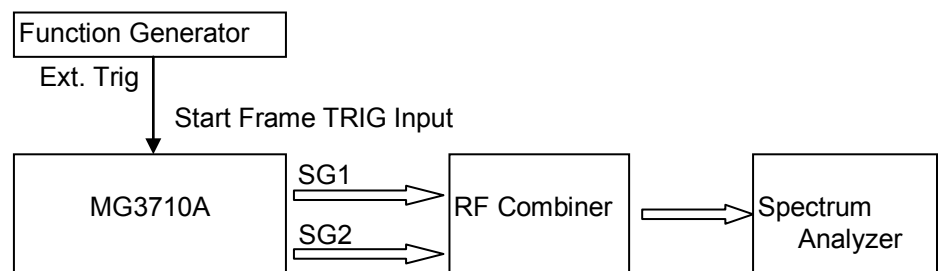 Function Generator
Ext. Trig
Start Frame TRIG Input
MG3710A
SG1
SG2
RF Combiner
Spectrum
Analyzer